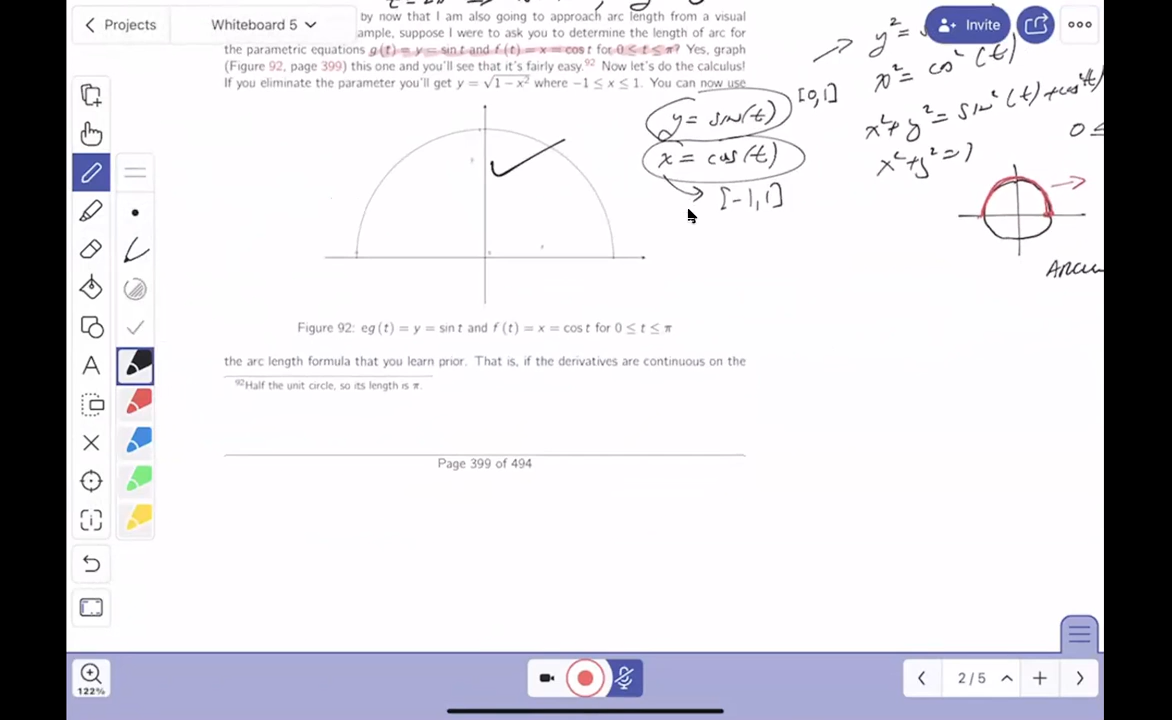 Projects
Whiteboard 5
Invite
by now that I am also going to approach arc length from a visual
ample, suppose I were to ask you to determine the length of arc for
the parametric equations g(t) = y = sin t and f(t) = x = cos t for 0 ≤ t ≤ π? Yes, graph
(Figure 92, page 399) this one and you'll see that it's fairly easy.92 Now let's do the calculus!
If you eliminate the parameter you'll get y = √1 − x² where −1 ≤ x ≤ 1. You can now use
y = sin(t)
[0,1]
x = cos(t)
[-1,1]
y² =
x² = cos²(t)
x²+y² = sin²(t)+cos²(t)
0 ≤
x²+y²=1
Figure 92: eg(t) = y = sin t and f(t) = x = cos t for 0 ≤ t ≤ π
the arc length formula that you learn prior. That is, if the derivatives are continuous on the
92Half the unit circle, so its length is π.
Page 399 of 494
A
122%
2/5